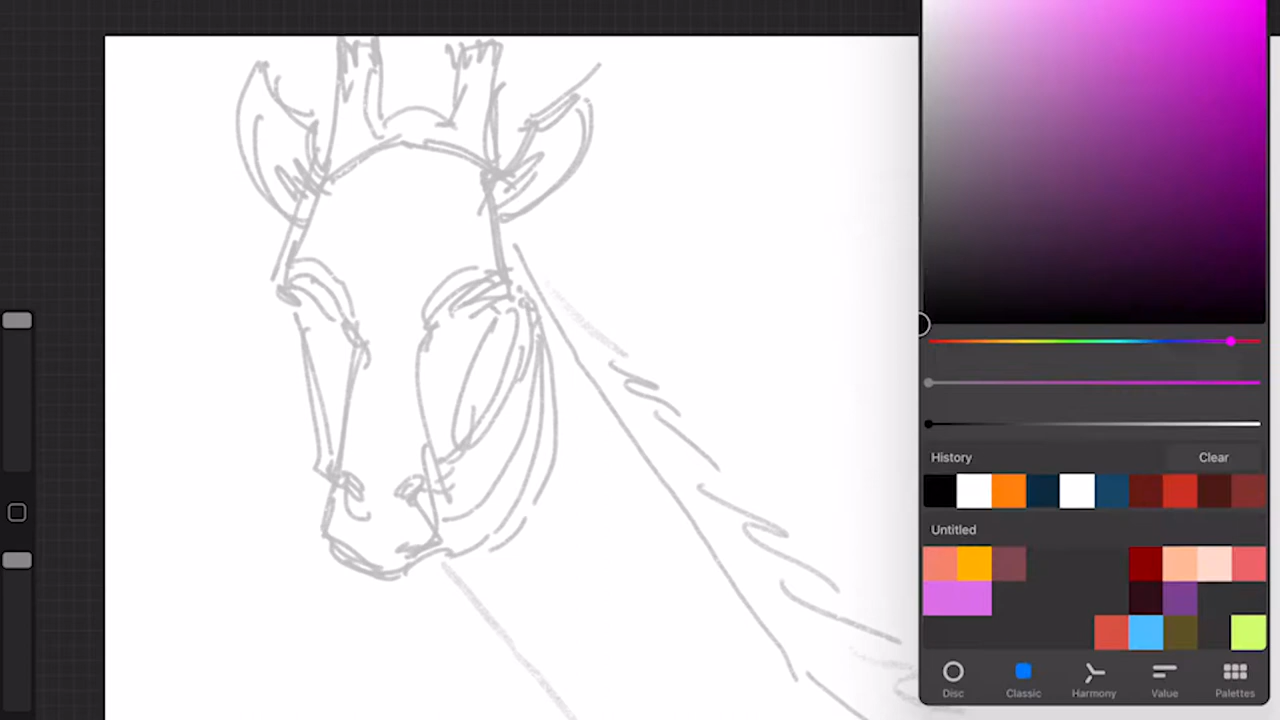 History
Clear
Untitled
Disc
Classic
Harmony
Value
Palettes